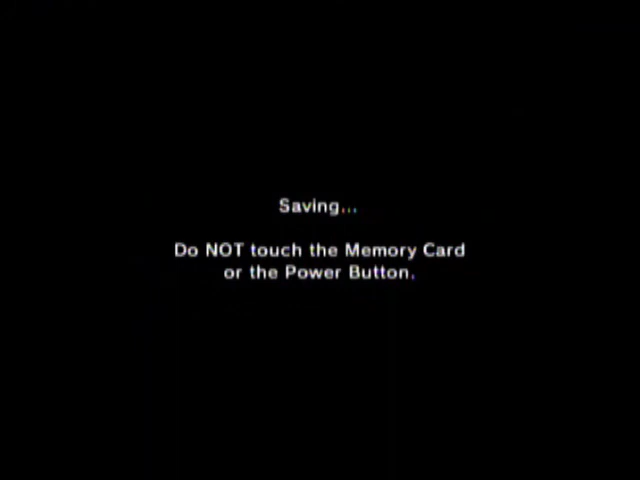 Saving...
Do NOT touch the Memory Card
or the Power Button.